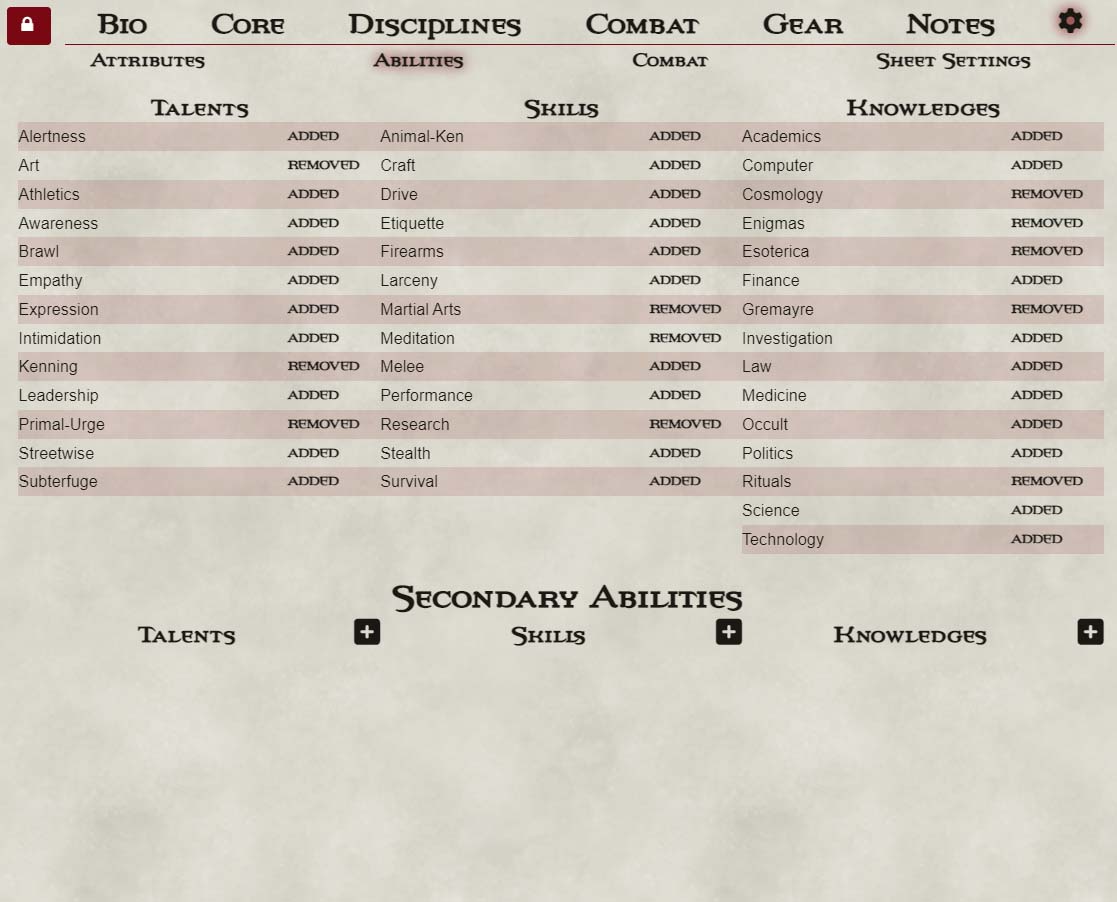 Bio Core Disciplines Combat Gear Notes
Attributes Abilities Combat Sheet Settings
Talents Skills Knowledges
Alertness ADDED Animal-Ken ADDED Academics ADDED
Art REMOVED Craft ADDED Computer ADDED
Athletics ADDED Drive ADDED Cosmology REMOVED
Awareness ADDED Etiquette ADDED Enigmas REMOVED
Brawl ADDED Firearms ADDED Esoterica REMOVED
Empathy ADDED Larceny ADDED Finance ADDED
Expression ADDED Martial Arts REMOVED Gremayre REMOVED
Intimidation ADDED Meditation REMOVED Investigation ADDED
Kenning REMOVED Melee ADDED Law ADDED
Leadership ADDED Performance ADDED Medicine ADDED
Primal-Urge REMOVED Research REMOVED Occult ADDED
Streetwise ADDED Stealth ADDED Politics ADDED
Subterfuge ADDED Survival ADDED Rituals REMOVED
Science ADDED
Technology ADDED
Secondary Abilities
Talents Skills Knowledges